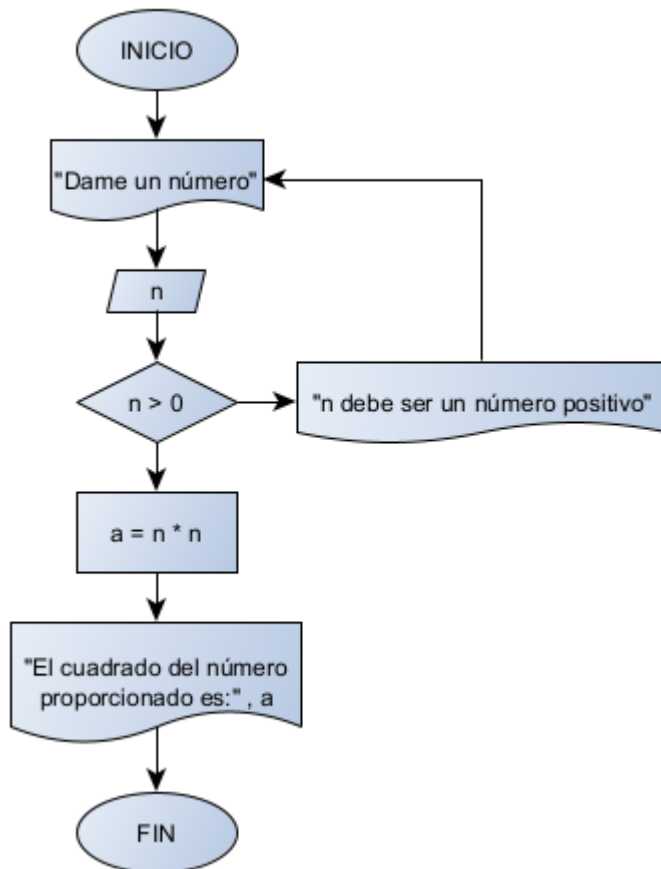 INICIO
"Dame un número"
n
n > 0
"n debe ser un número positivo"
a = n * n
"El cuadrado del número
proporcionado es:" , a
FIN